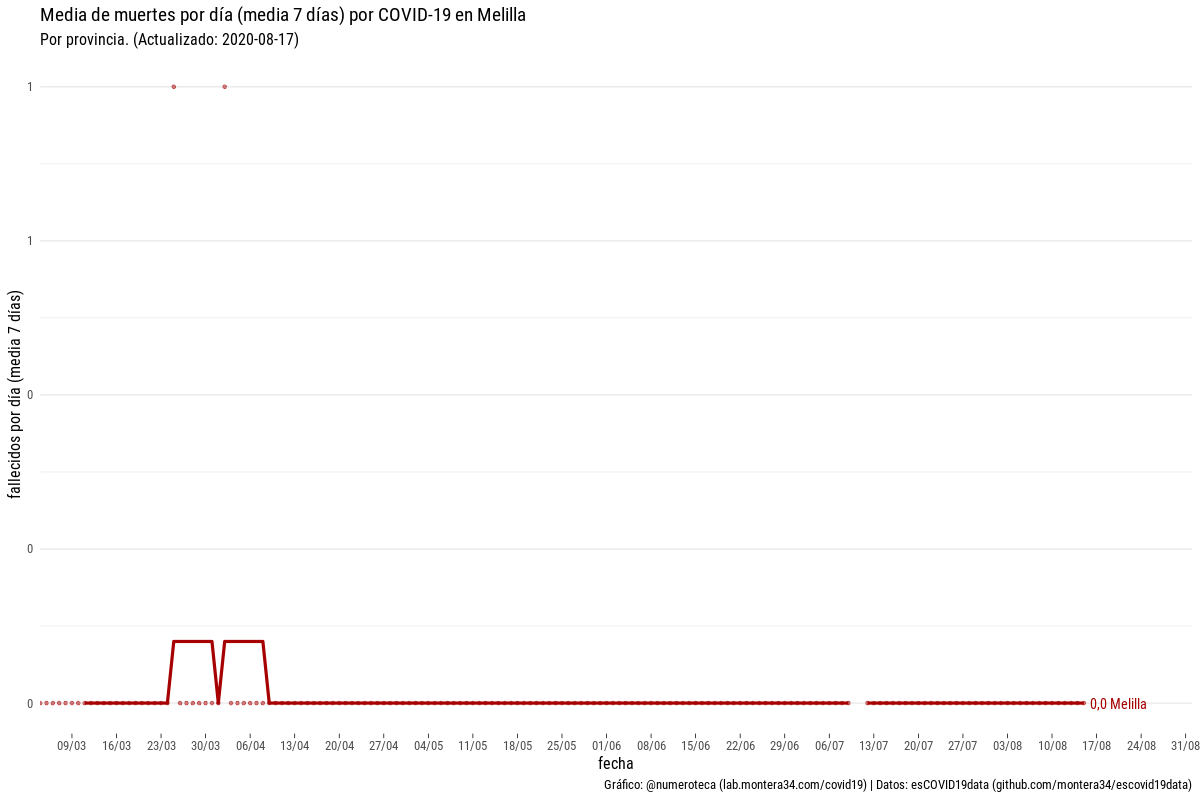 Media de muertes por día (media 7 días) por COVID-19 en Melilla
Por provincia. (Actualizado: 2020-08-17)
fallecidos por día (media 7 días)
1
1
0
0
0
0,0 Melilla
09/03 16/03 23/03 30/03 06/04 13/04 20/04 27/04 04/05 11/05 18/05 25/05 01/06 08/06 15/06 22/06 29/06 06/07 13/07 20/07 27/07 03/08 10/08 17/08 24/08 31/08
fecha
Gráfico: @numeroteca (lab.montera34.com/covid19) | Datos: esCOVID19data (github.com/montera34/escovid19data)